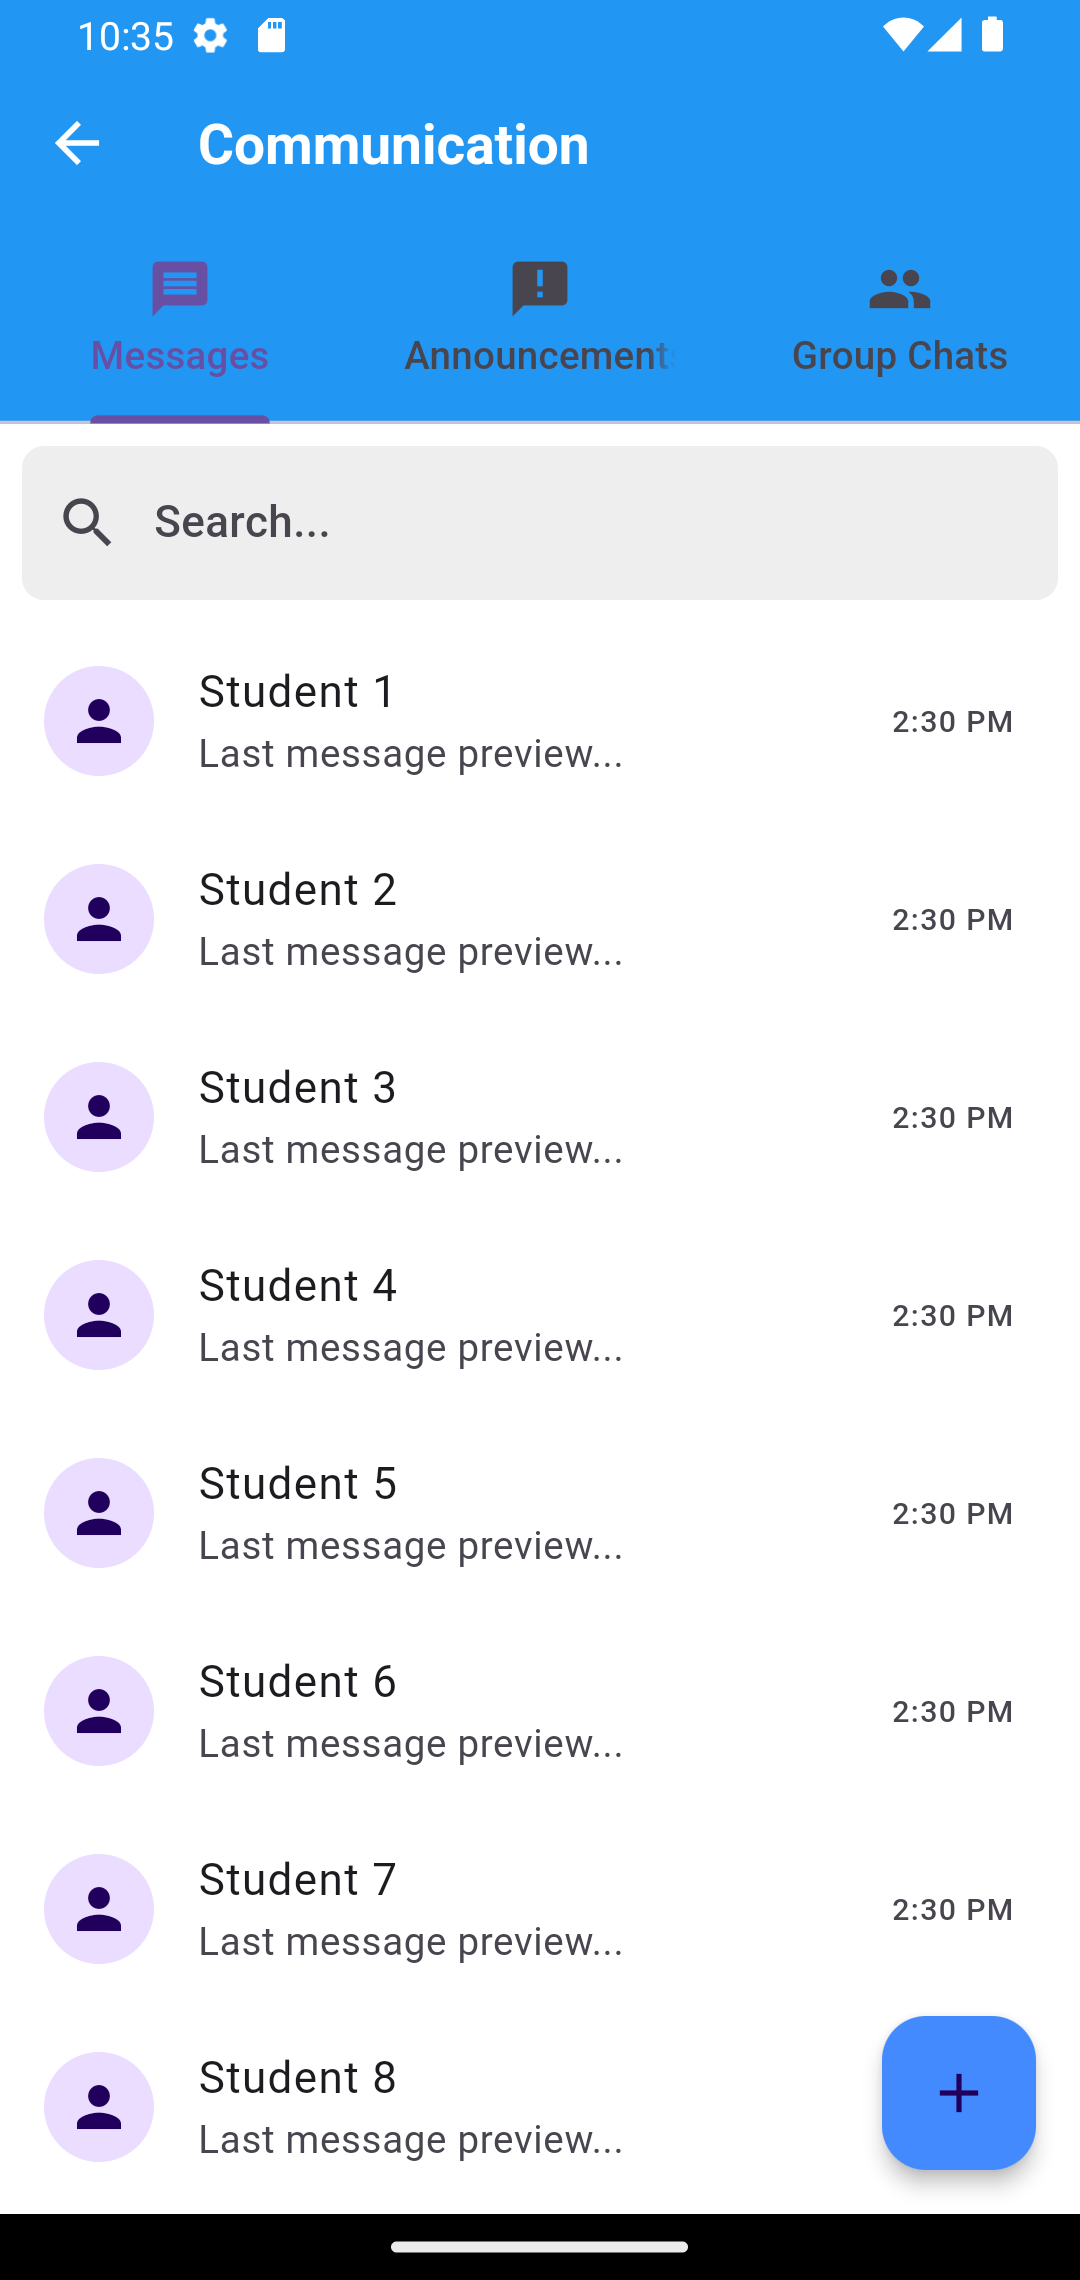 10:35
Communication
Messages
Announcements
Group Chats
Search...
Student 1
Last message preview...
2:30 PM
Student 2
Last message preview...
2:30 PM
Student 3
Last message preview...
2:30 PM
Student 4
Last message preview...
2:30 PM
Student 5
Last message preview...
2:30 PM
Student 6
Last message preview...
2:30 PM
Student 7
Last message preview...
2:30 PM
Student 8
Last message preview...